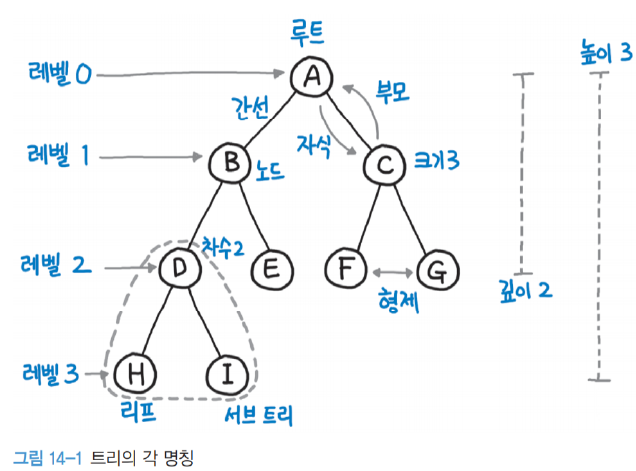 루트
높이 3
레벨 0
A
부모
간선
자식
레벨 1
B
노드
C
크기 3
차수 2
레벨 2
D
E
F
G
형제
깊이 2
레벨 3
H
I
리프
서브 트리
그림 14-1 트리의 각 명칭